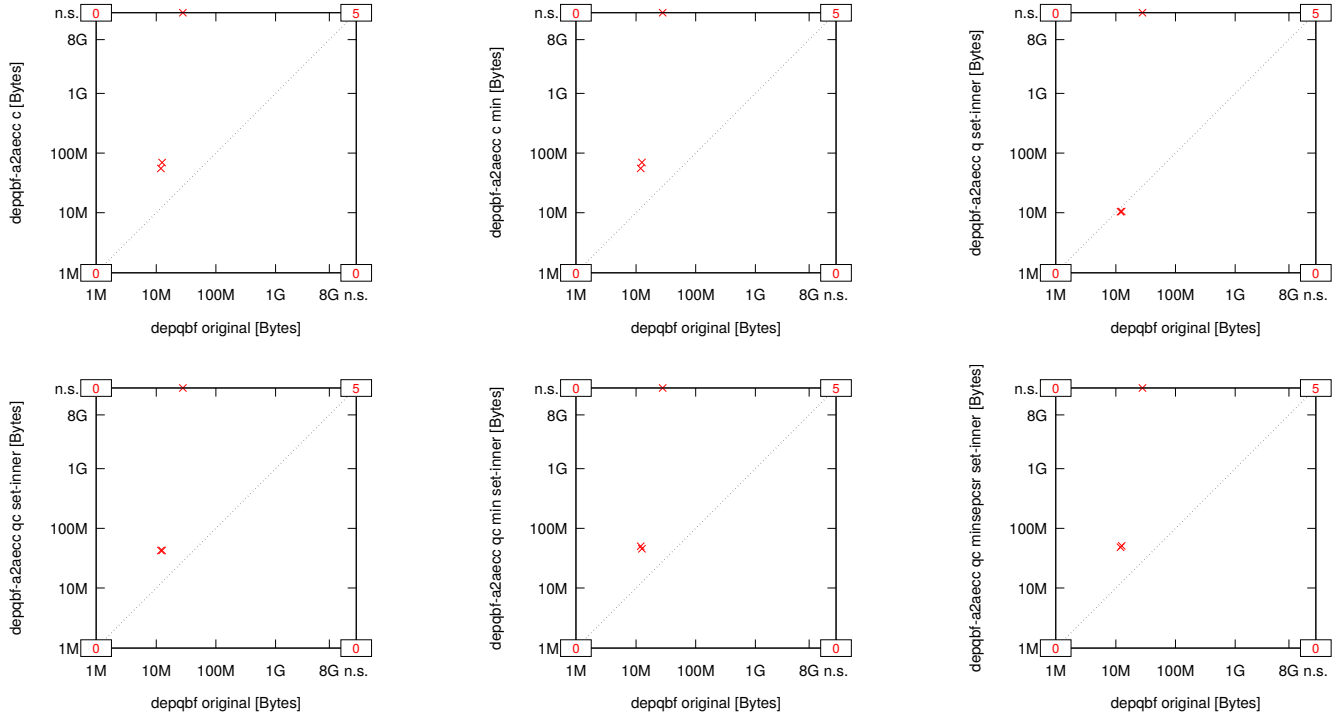 n.s. 0 5
8G
1G
100M
10M
1M 0 0
1M 10M 100M 1G 8G n.s.
depqbf original [Bytes]
depqbf-a2aecc c [Bytes]
n.s. 0 5
8G
1G
100M
10M
1M 0 0
1M 10M 100M 1G 8G n.s.
depqbf original [Bytes]
depqbf-a2aecc c min [Bytes]
n.s. 0 5
8G
1G
100M
10M
1M 0 0
1M 10M 100M 1G 8G n.s.
depqbf original [Bytes]
depqbf-a2aecc q set-inner [Bytes]
n.s. 0 5
8G
1G
100M
10M
1M 0 0
1M 10M 100M 1G 8G n.s.
depqbf original [Bytes]
depqbf-a2aecc qc set-inner [Bytes]
n.s. 0 5
8G
1G
100M
10M
1M 0 0
1M 10M 100M 1G 8G n.s.
depqbf original [Bytes]
depqbf-a2aecc qc min set-inner [Bytes]
n.s. 0 5
8G
1G
100M
10M
1M 0 0
1M 10M 100M 1G 8G n.s.
depqbf original [Bytes]
depqbf-a2aecc qc minsepcsr set-inner [Bytes]